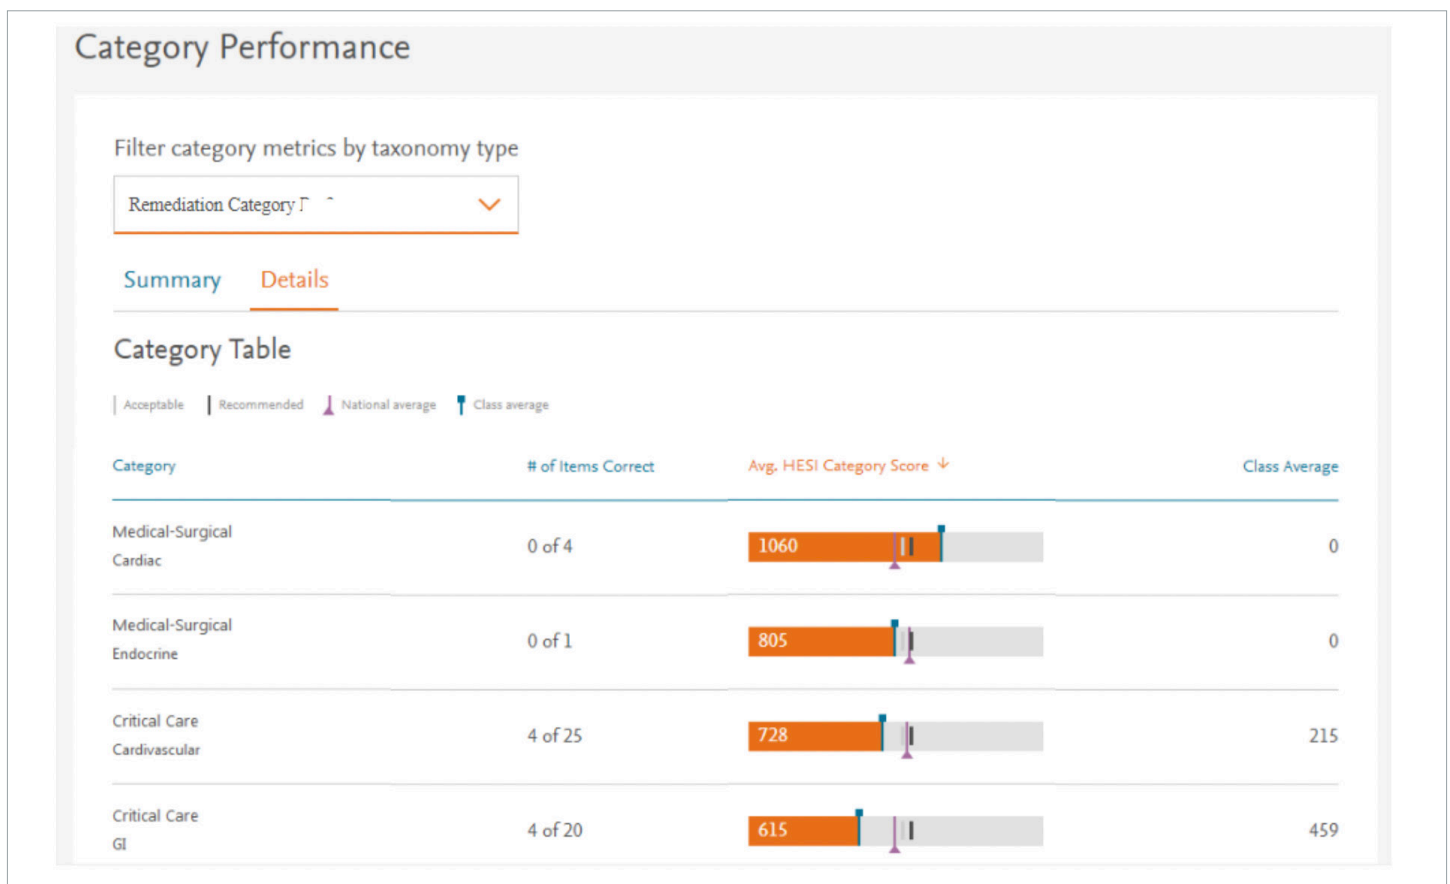 Category Performance
Filter category metrics by taxonomy type
Remediation Category
Summary Details
Category Table
Acceptable Recommended National average Class average
Category # of Items Correct Avg. HESI Category Score ↓ Class Average
Medical-Surgical
Cardiac
0 of 4 1060 0
Medical-Surgical
Endocrine
0 of 1 805 0
Critical Care
Cardivascular
4 of 25 728 215
Critical Care
GI
4 of 20 615 459